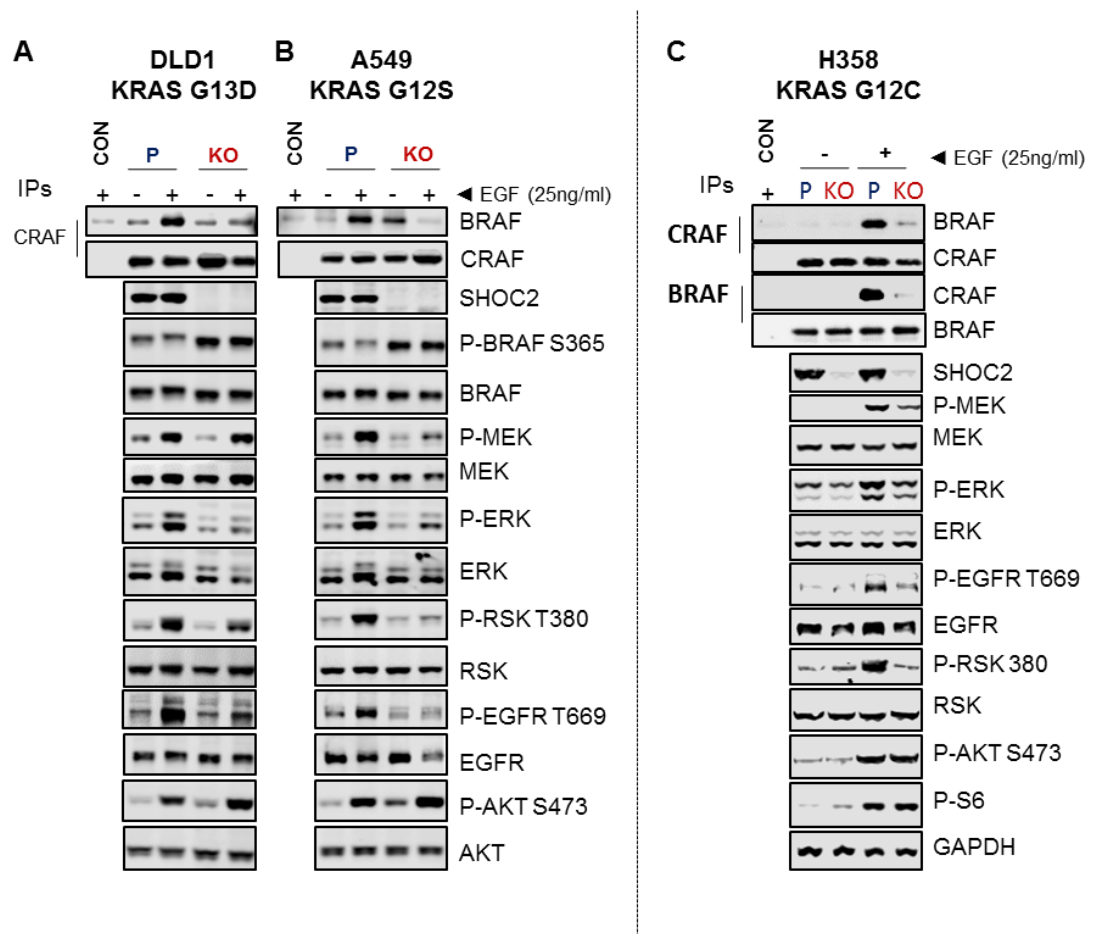 A
DLD1
KRAS G13D
B
A549
KRAS G12S
CON
P
KO
CON
P
KO
IPs
+ - + - +
+ - + - +
◄ EGF (25ng/ml)
CRAF
BRAF
CRAF
SHOC2
P-BRAF S365
BRAF
P-MEK
MEK
P-ERK
ERK
P-RSK T380
RSK
P-EGFR T669
EGFR
P-AKT S473
AKT
C
H358
KRAS G12C
CON
- +
◄ EGF (25ng/ml)
IPs
+ P KO P KO
CRAF
BRAF
CRAF
BRAF
CRAF
BRAF
SHOC2
P-MEK
MEK
P-ERK
ERK
P-EGFR T669
EGFR
P-RSK 380
RSK
P-AKT S473
P-S6
GAPDH